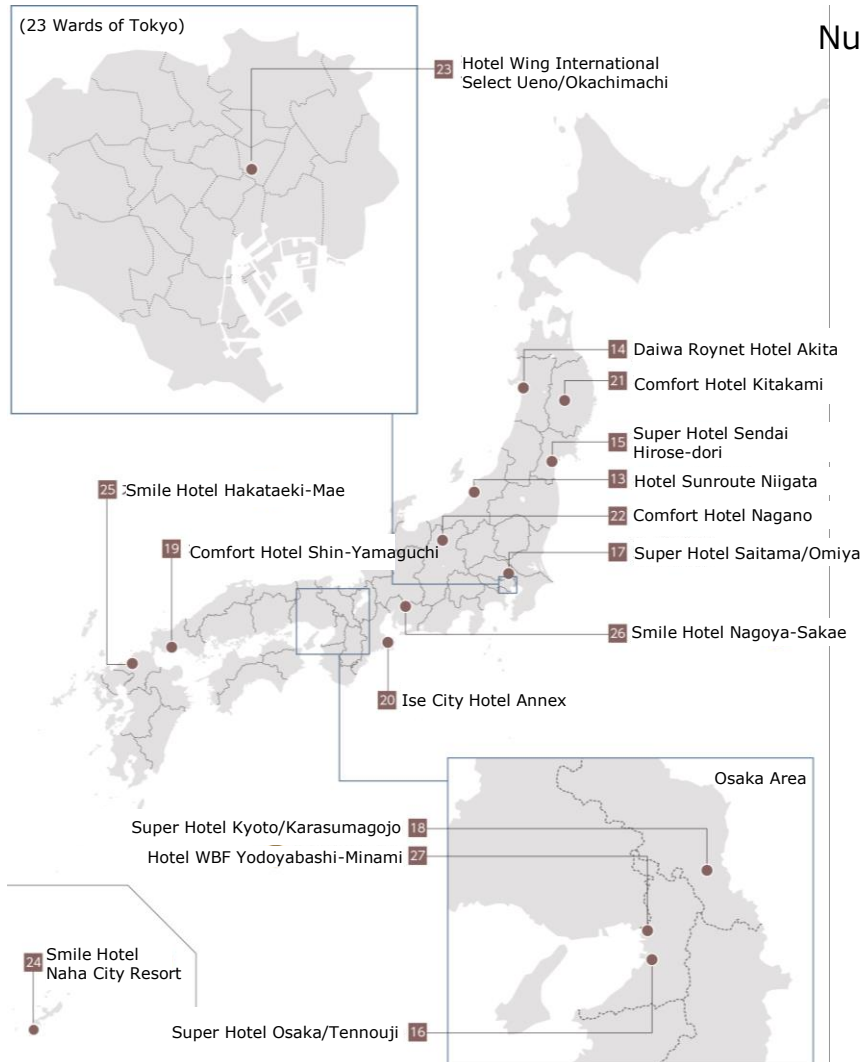 (23 Wards of Tokyo)
Nu
23 Hotel Wing International
Select Ueno/Okachimachi
14 Daiwa Roynet Hotel Akita
21 Comfort Hotel Kitakami
15 Super Hotel Sendai
Hirose-dori
25 Smile Hotel Hakataeki-Mae
13 Hotel Sunroute Niigata
22 Comfort Hotel Nagano
19 Comfort Hotel Shin-Yamaguchi
17 Super Hotel Saitama/Omiya
26 Smile Hotel Nagoya-Sakae
20 Ise City Hotel Annex
Osaka Area
Super Hotel Kyoto/Karasumagojo 18
Hotel WBF Yodoyabashi-Minami 27
24 Smile Hotel
Naha City Resort
Super Hotel Osaka/Tennouji 16